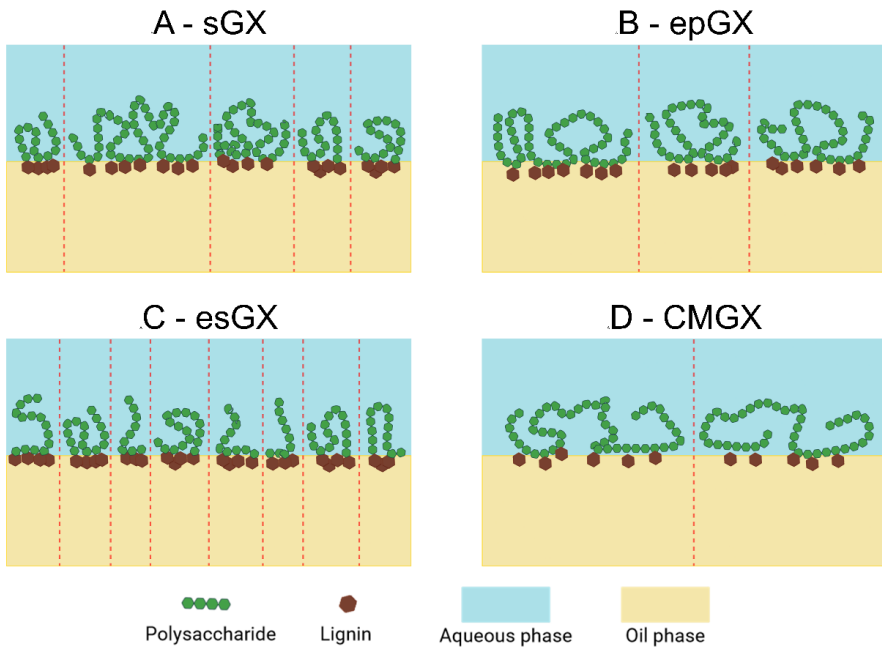 A - sGX
B - epGX
C - esGX
D - CMGX
Polysaccharide
Lignin
Aqueous phase
Oil phase